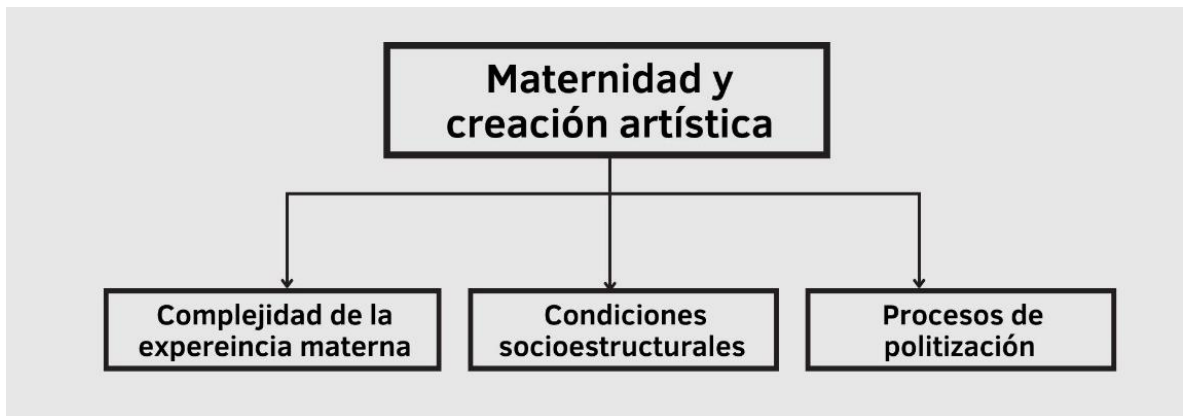 Maternidad y
creación artística
Complejidad de la
expereincia materna
Condiciones
socioestructurales
Procesos de
politización